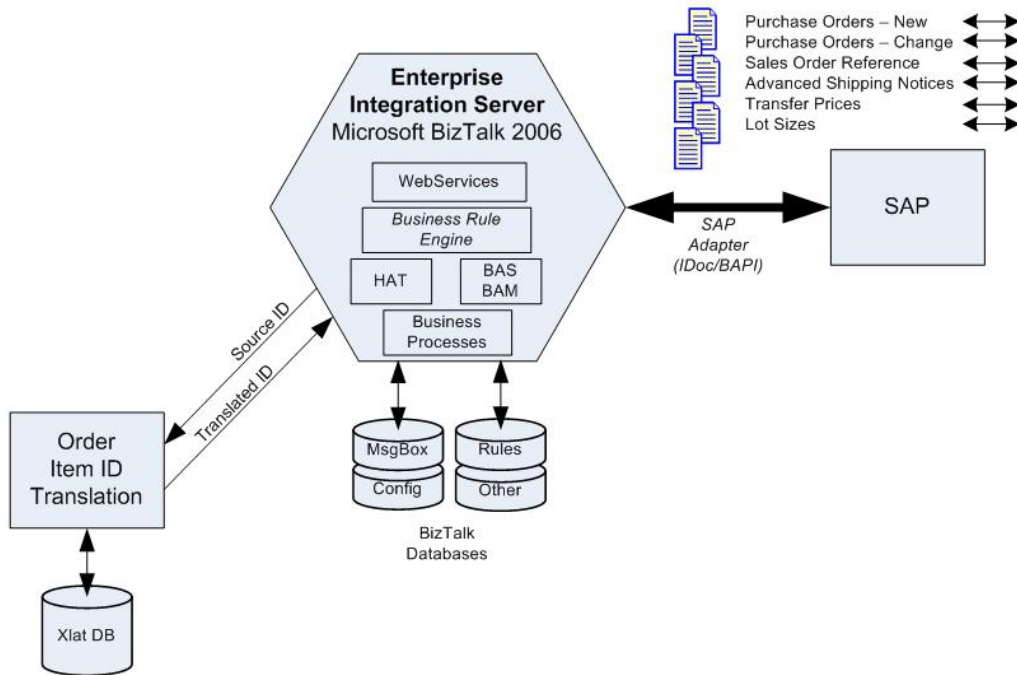 Purchase Orders – New
Purchase Orders – Change
Sales Order Reference
Advanced Shipping Notices
Transfer Prices
Lot Sizes
Enterprise
Integration Server
Microsoft BizTalk 2006
WebServices
Business Rule
Engine
HAT
BAS
BAM
Business
Processes
SAP
Adapter
(IDoc/BAPI)
SAP
Source ID
Translated ID
Order
Item ID
Translation
MsgBox
Config
Rules
Other
BizTalk
Databases
Xlat DB